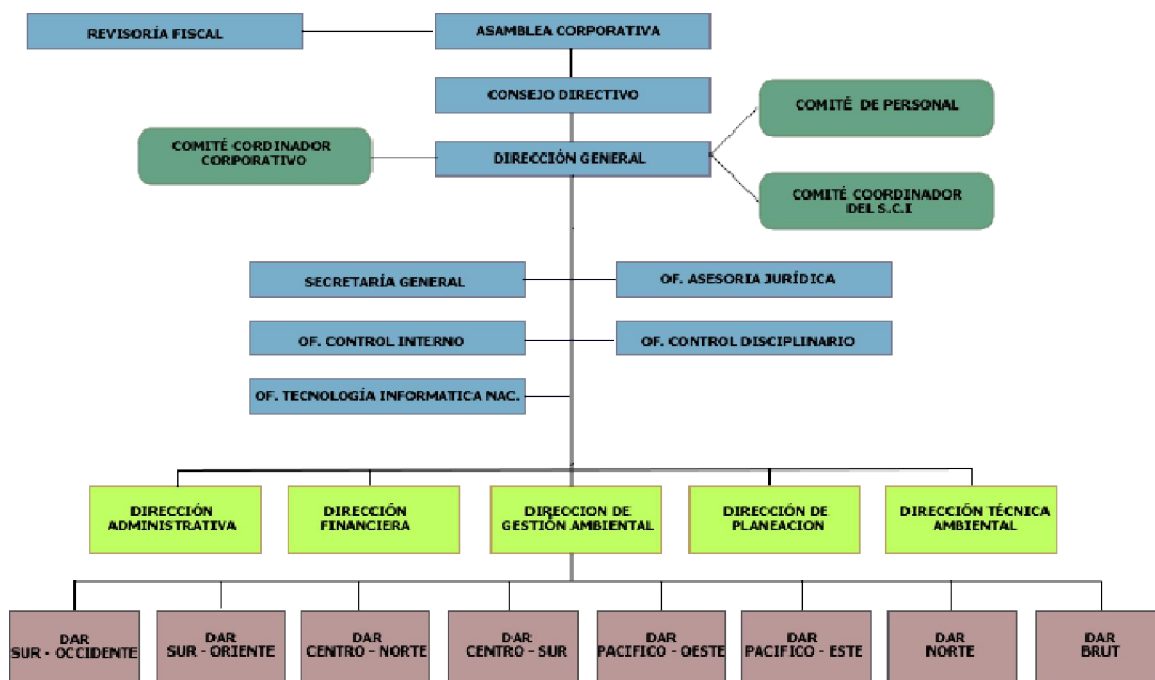 REVISORÍA FISCAL
ASAMBLEA CORPORATIVA
CONSEJO DIRECTIVO
COMITÉ DE PERSONAL
COMITÉ CORDINADOR
CORPORATIVO
DIRECCIÓN GENERAL
COMITÉ COORDINADOR
DEL S.C.I
SECRETARÍA GENERAL
OF. ASESORIA JURÍDICA
OF. CONTROL INTERNO
OF. CONTROL DISCIPLINARIO
OF. TECNOLOGÍA INFORMATICA NAC.
DIRECCIÓN
ADMINISTRATIVA
DIRECCIÓN
FINANCIERA
DIRECCION DE
GESTIÓN AMBIENTAL
DIRECCIÓN DE
PLANEACION
DIRECCIÓN TÉCNICA
AMBIENTAL
DAR
SUR - OCCIDENTE
DAR
SUR - ORIENTE
DAR
CENTRO - NORTE
DAR
CENTRO - SUR
DAR
PACIFICO - OESTE
DAR
PACIFICO - ESTE
DAR
NORTE
DAR
BRUT